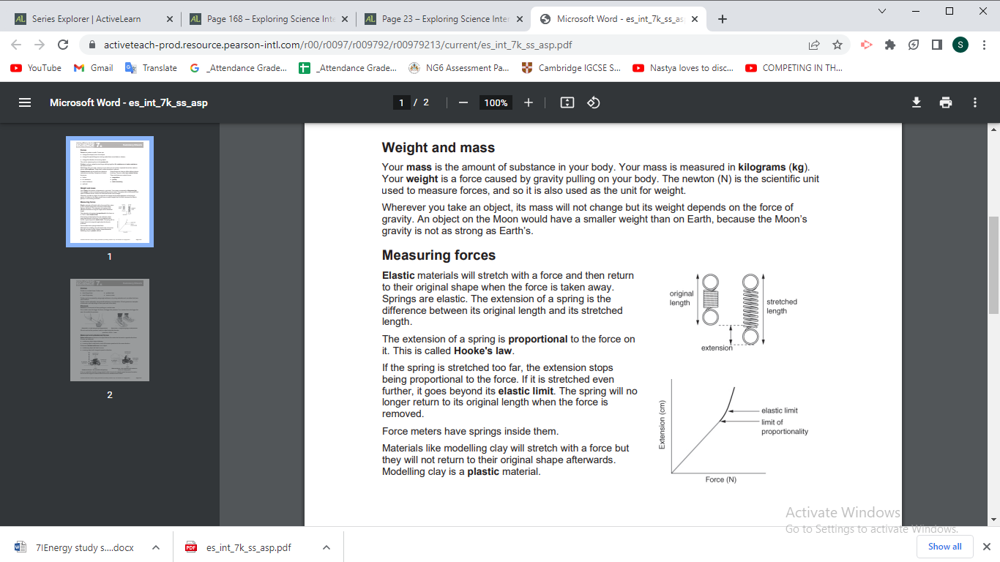 Series Explorer | ActiveLearn
Page 168 – Exploring Science Inte
Page 23 – Exploring Science Inter
Microsoft Word - es_int_7k_ss_as
activeteach-prod.resource.pearson-intl.com/r00/r0097/r009792/r00979213/current/es_int_7k_ss_asp.pdf
S
YouTube
Gmail
Translate
_Attendance Grade...
_Attendance Grade...
NG6 Assessment Pa...
Cambridge IGCSE S...
Nastya loves to disc...
COMPETING IN TH...
Microsoft Word - es_int_7k_ss_asp
1 / 2
100%
1
2
Weight and mass
Your mass is the amount of substance in your body. Your mass is measured in kilograms (kg).
Your weight is a force caused by gravity pulling on your body. The newton (N) is the scientific unit
used to measure forces, and so it is also used as the unit for weight.
Wherever you take an object, its mass will not change but its weight depends on the force of
gravity. An object on the Moon would have a smaller weight than on Earth, because the Moon's
gravity is not as strong as Earth's.
Measuring forces
Elastic materials will stretch with a force and then return
to their original shape when the force is taken away.
Springs are elastic. The extension of a spring is the
difference between its original length and its stretched
length.
The extension of a spring is proportional to the force on
it. This is called Hooke's law.
If the spring is stretched too far, the extension stops
being proportional to the force. If it is stretched even
further, it goes beyond its elastic limit. The spring will no
longer return to its original length when the force is
removed.
Force meters have springs inside them.
Materials like modelling clay will stretch with a force but
they will not return to their original shape afterwards.
Modelling clay is a plastic material.
original
length
stretched
length
extension
Extension (cm)
elastic limit
limit of
proportionality
Force (N)
Activate Windows
Go to Settings to activate Windows.
7IEnergy study s....docx
PDF
es_int_7k_ss_asp.pdf
Show all